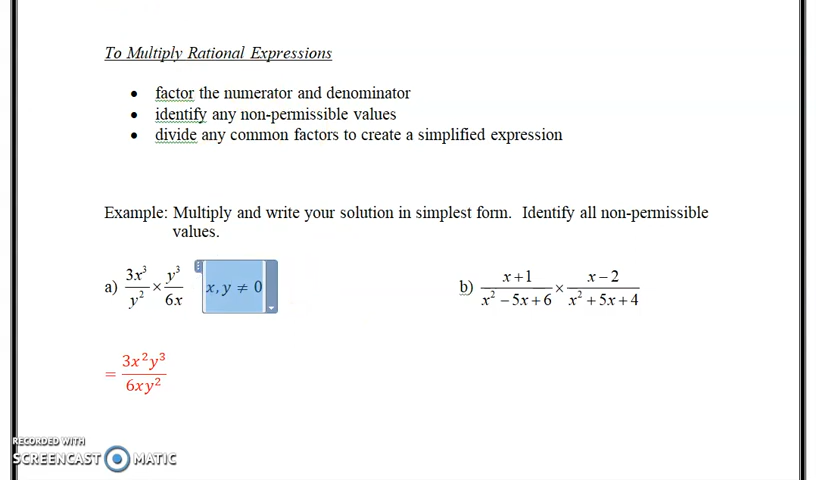 To Multiply Rational Expressions
• factor the numerator and denominator
• identify any non-permissible values
• divide any common factors to create a simplified expression
Example: Multiply and write your solution in simplest form. Identify all non-permissible
values.
a) 3x³/y² × y³/6x x, y ≠ 0 b) x+1/x²−5x+6 × x−2/x²+5x+4
= 3x²y³/6xy²
RECORDED WITH
SCREENCAST MATIC